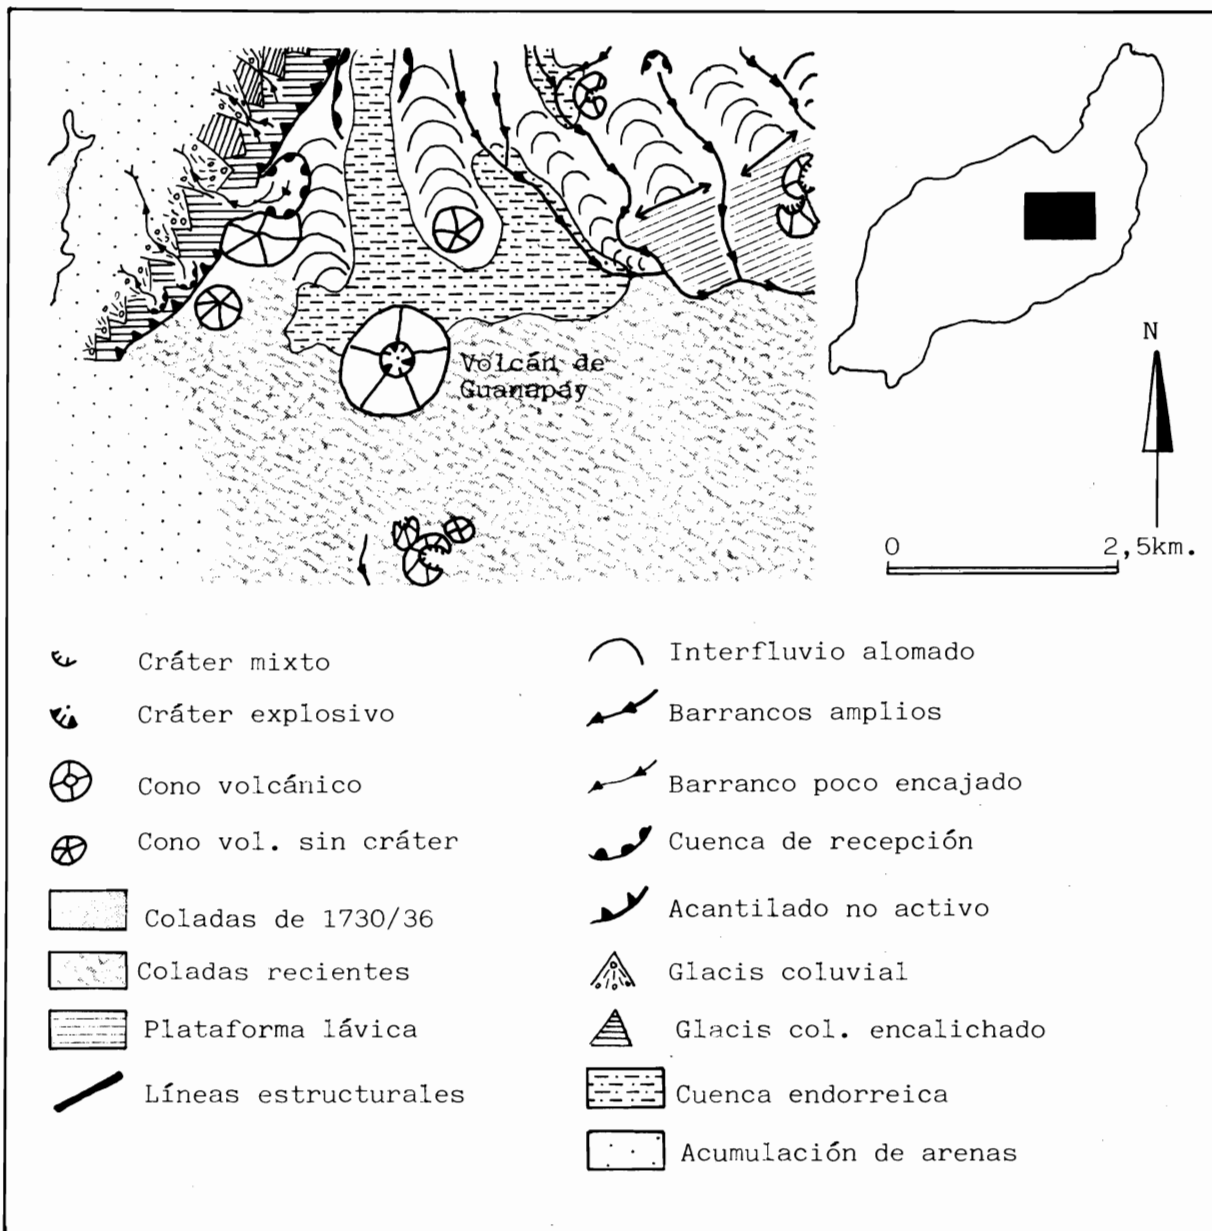 Volcán de
Guanapay
N
0 2,5km.
Cráter mixto
Cráter explosivo
Cono volcánico
Cono vol. sin cráter
Coladas de 1730/36
Coladas recientes
Plataforma lávica
Líneas estructurales
Interfluvio alomado
Barrancos amplios
Barranco poco encajado
Cuenca de recepción
Acantilado no activo
Glacis coluvial
Glacis col. encalichado
Cuenca endorreica
Acumulación de arenas